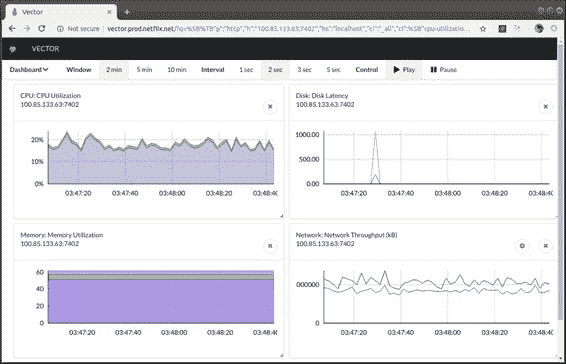 Vector
Not secure vector.prod.netflix.net/?q=%5B%7B"p":"http","h":"100.85.133.63:7402","hs":"localhost","ci":"_all","cl":%5B"cpu-utilizatio...
VECTOR
Dashboard Window 2 min 5 min 10 min Interval 1 sec 2 sec 3 sec 5 sec Control Play Pause
CPU: CPU Utilization
100.85.133.63:7402
20%
10%
0%
03:47:20 03:47:40 03:48:00 03:48:20 03:48:40
Disk: Disk Latency
100.85.133.63:7402
1000.00
500.00
0.00
03:47:20 03:47:40 03:48:00 03:48:20 03:48:40
Memory: Memory Utilization
100.85.133.63:7402
60
40
20
0
03:47:20 03:47:40 03:48:00 03:48:20 03:48:40
Network: Network Throughput (kB)
100.85.133.63:7402
000000
0
03:47:20 03:47:40 03:48:00 03:48:20 03:48:40